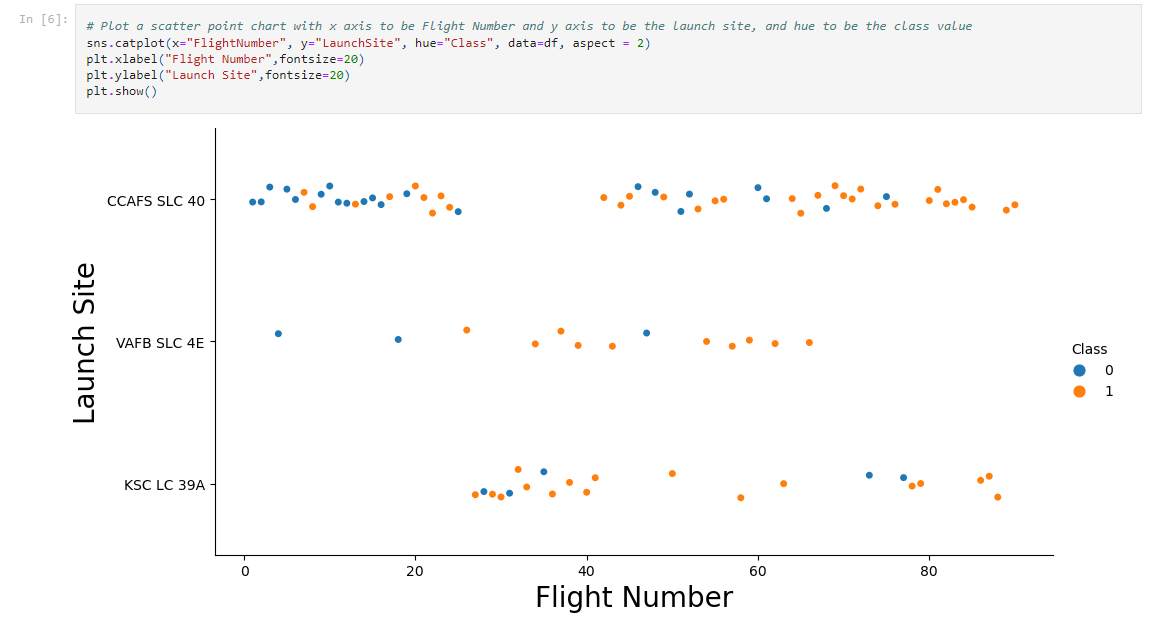 In [6]:
# Plot a scatter point chart with x axis to be Flight Number and y axis to be the launch site, and hue to be the class value
sns.catplot(x="FlightNumber", y="LaunchSite", hue="Class", data=df, aspect = 2)
plt.xlabel("Flight Number",fontsize=20)
plt.ylabel("Launch Site",fontsize=20)
plt.show()
CCAFS SLC 40
VAFB SLC 4E
KSC LC 39A
Launch Site
Class
0
1
0 20 40 60 80
Flight Number